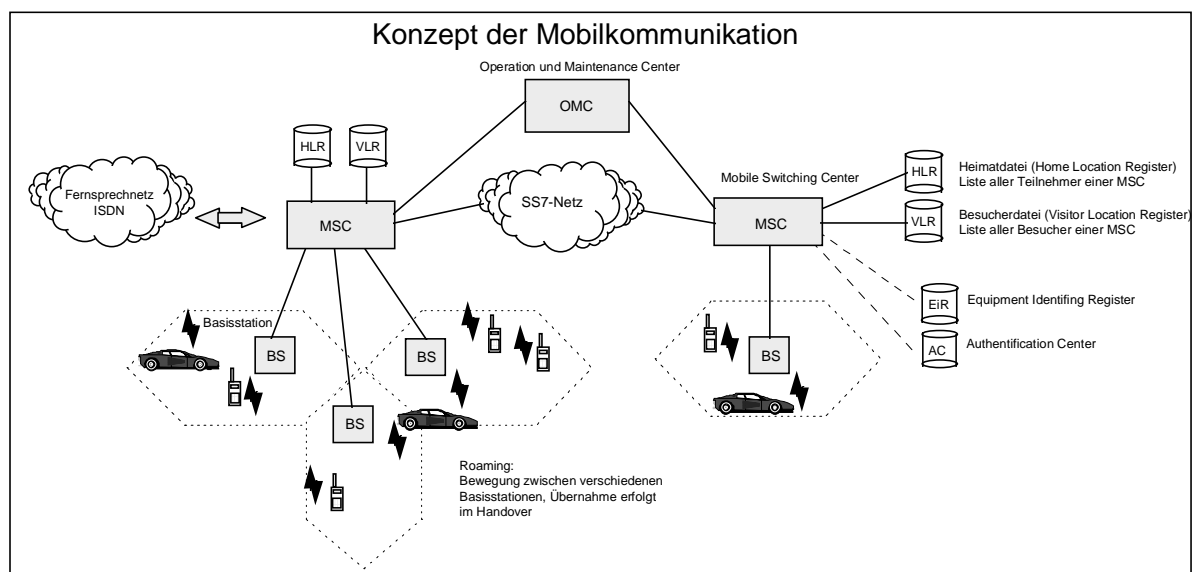 Konzept der Mobilkommunikation
Operation und Maintenance Center
OMC
HLR
VLR
Fernsprechnetz
ISDN
MSC
SS7-Netz
Mobile Switching Center
MSC
HLR
Heimatdatei (Home Location Register)
Liste aller Teilnehmer einer MSC
VLR
Besucherdatei (Visitor Location Register)
Liste aller Besucher einer MSC
EiR
Equipment Identifing Register
AC
Authentification Center
Basisstation
BS
BS
BS
BS
Roaming:
Bewegung zwischen verschiedenen
Basisstationen, Übernahme erfolgt
im Handover